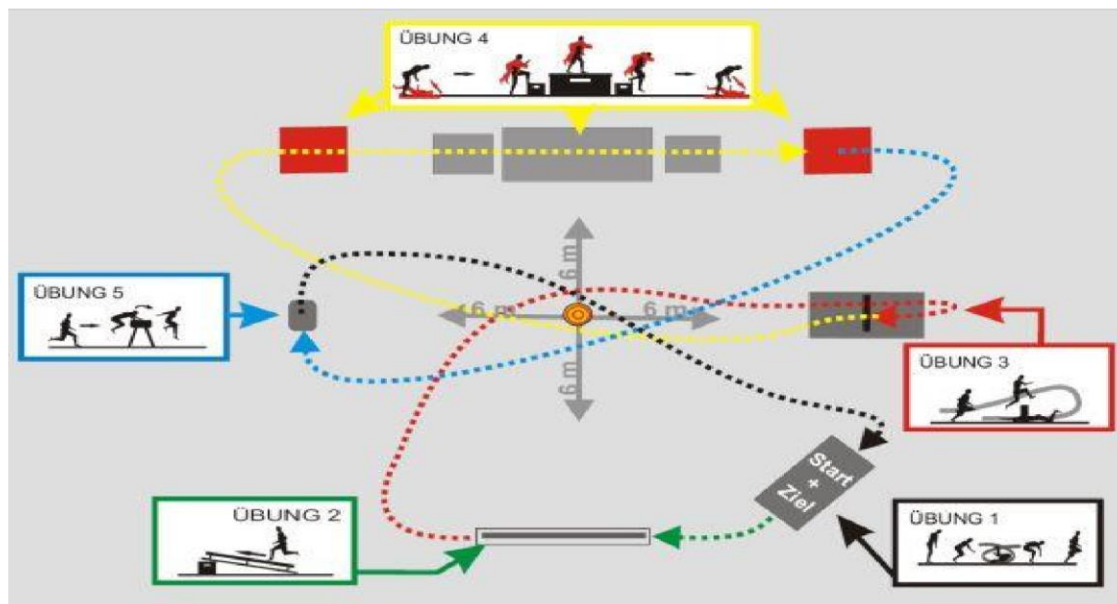 ÜBUNG 4
6 m
ÜBUNG 5
6 m
6 m
ÜBUNG 3
6 m
Start
+
Ziel
ÜBUNG 2
ÜBUNG 1